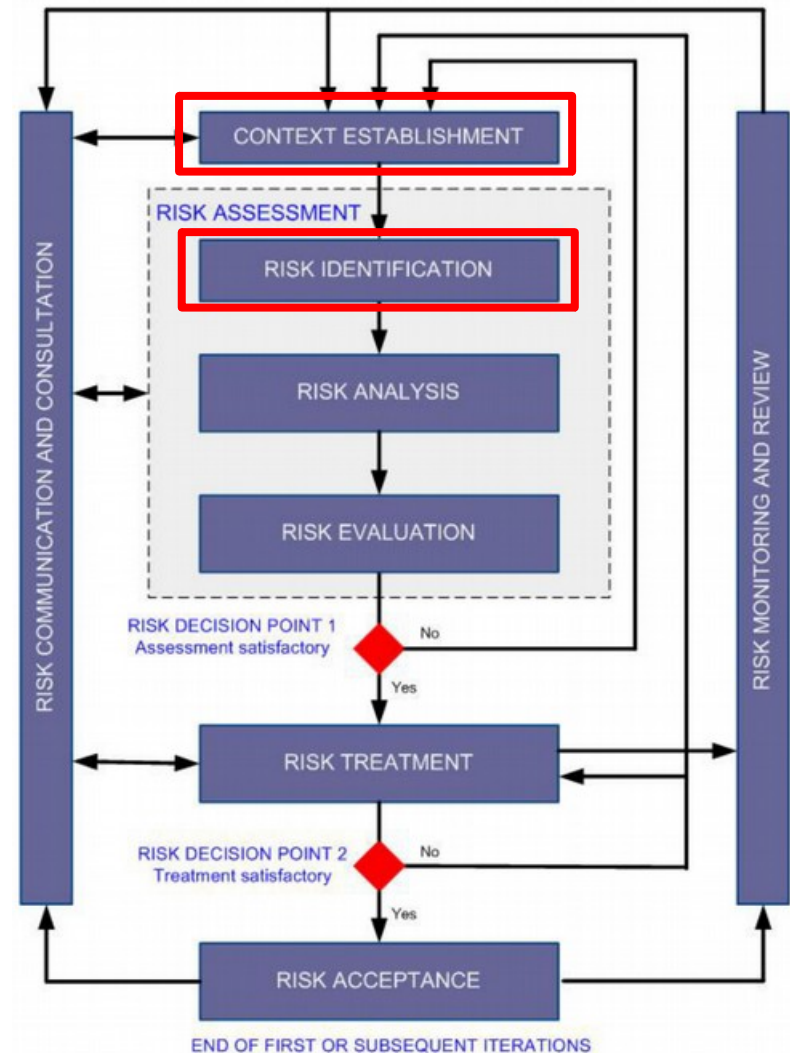 CONTEXT ESTABLISHMENT
RISK ASSESSMENT
RISK IDENTIFICATION
RISK ANALYSIS
RISK EVALUATION
RISK COMMUNICATION AND CONSULTATION
RISK MONITORING AND REVIEW
RISK DECISION POINT 1
Assessment satisfactory
No
Yes
RISK TREATMENT
RISK DECISION POINT 2
Treatment satisfactory
No
Yes
RISK ACCEPTANCE
END OF FIRST OR SUBSEQUENT ITERATIONS